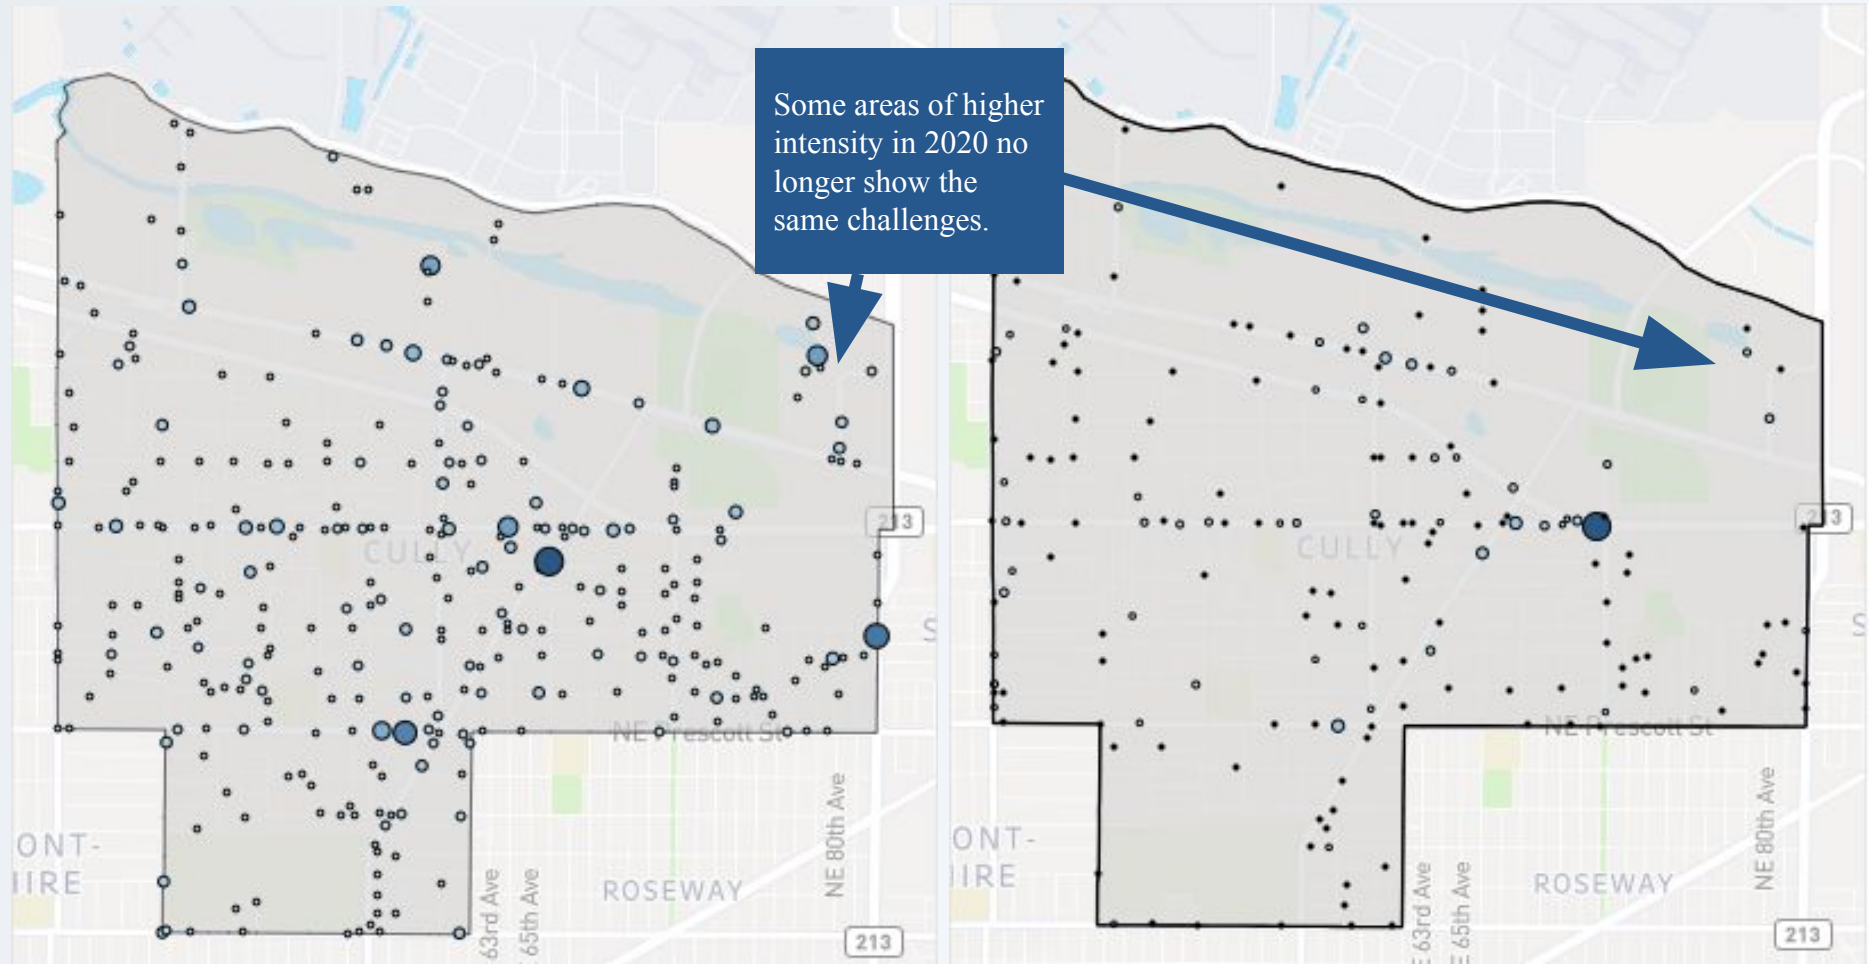 Some areas of higher
intensity in 2020 no
longer show the
same challenges.
213
CULLY
NE Prescott St
ONT-
HIRE
63rd Ave
65th Ave
ROSEWAY
NE 80th Ave
213
213
CULLY
S
NE Prescott St
ONT-
HIRE
E 63rd Ave
E 65th Ave
ROSEWAY
NE 80th Ave
213
S